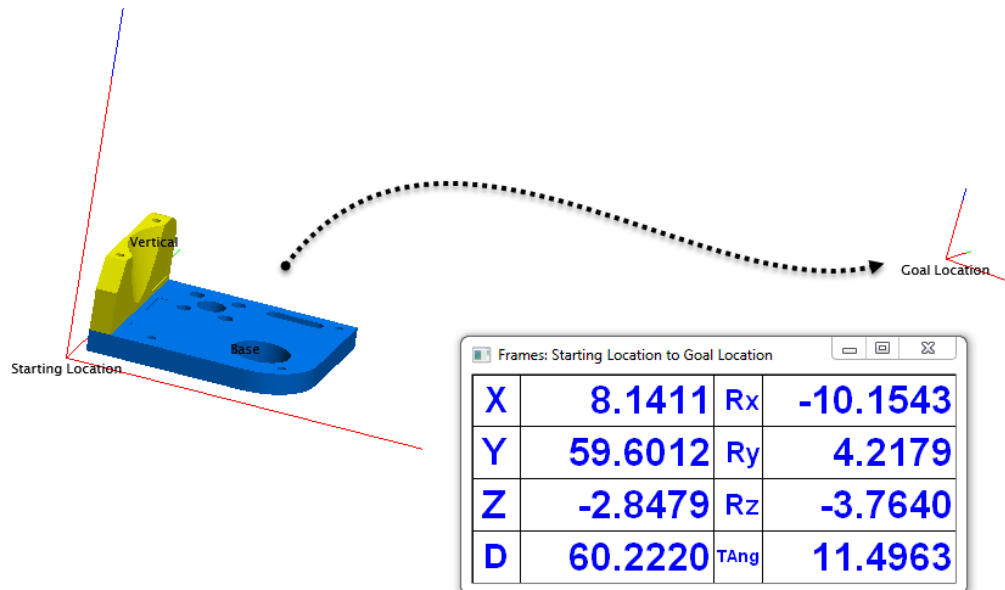 Vertical
Goal Location
Base
Starting Location
Frames: Starting Location to Goal Location
X 8.1411 Rx -10.1543
Y 59.6012 Ry 4.2179
Z -2.8479 Rz -3.7640
D 60.2220 TAng 11.4963